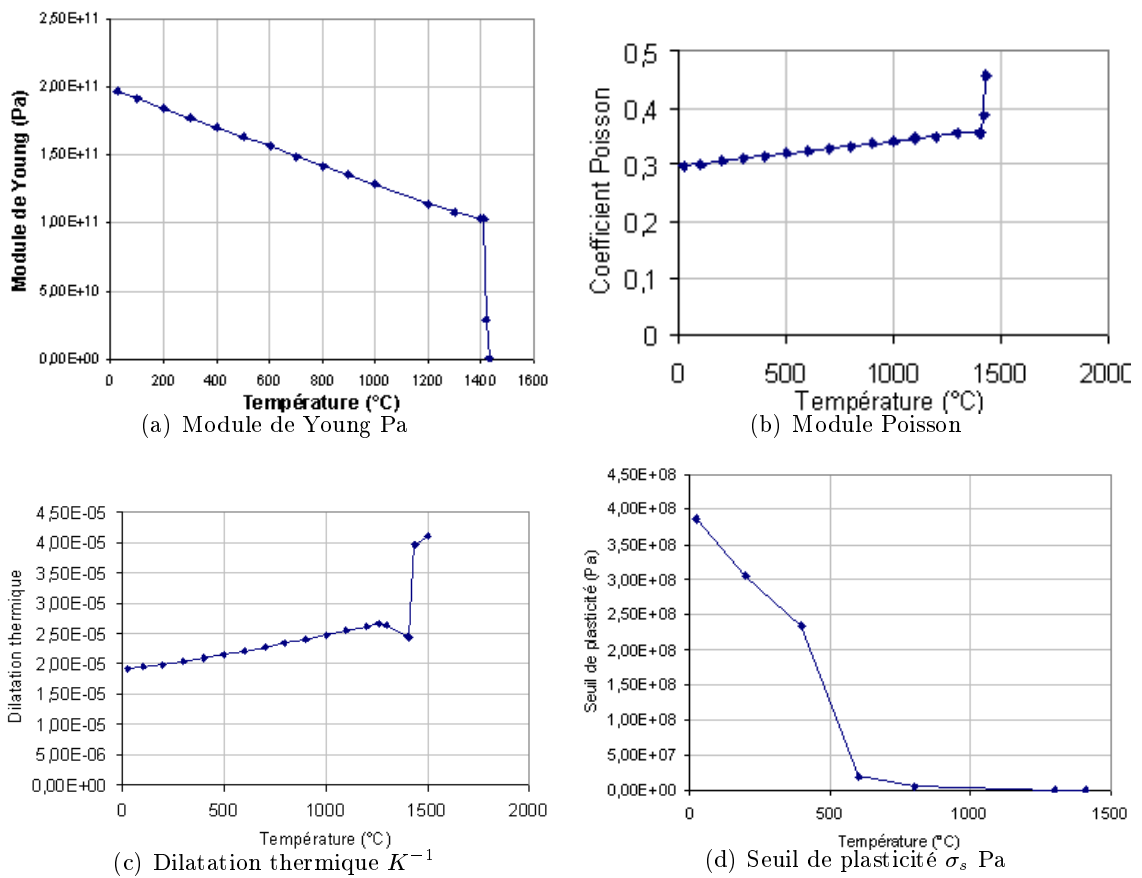 2,50E+11
2,00E+11
1,50E+11
1,00E+11
5,00E+10
0,00E+00
Module de Young (Pa)
0 200 400 600 800 1000 1200 1400 1600
Température (°C)
(a) Module de Young Pa
0,5
0,4
0,3
0,2
0,1
0
Coefficient Poisson
0 500 1000 1500 2000
Température (°C)
(b) Module Poisson
4,50E-05
4,00E-05
3,50E-05
3,00E-05
2,50E-05
2,00E-05
1,50E-05
1,00E-05
5,00E-06
0,00E+00
Dilatation thermique
0 500 1000 1500 2000
Température (°C)
(c) Dilatation thermique K⁻¹
4,50E+08
4,00E+08
3,50E+08
3,00E+08
2,50E+08
2,00E+08
1,50E+08
1,00E+08
5,00E+07
0,00E+00
Seuil de plasticité (Pa)
0 500 1000 1500
Température (°C)
(d) Seuil de plasticité σₛ Pa